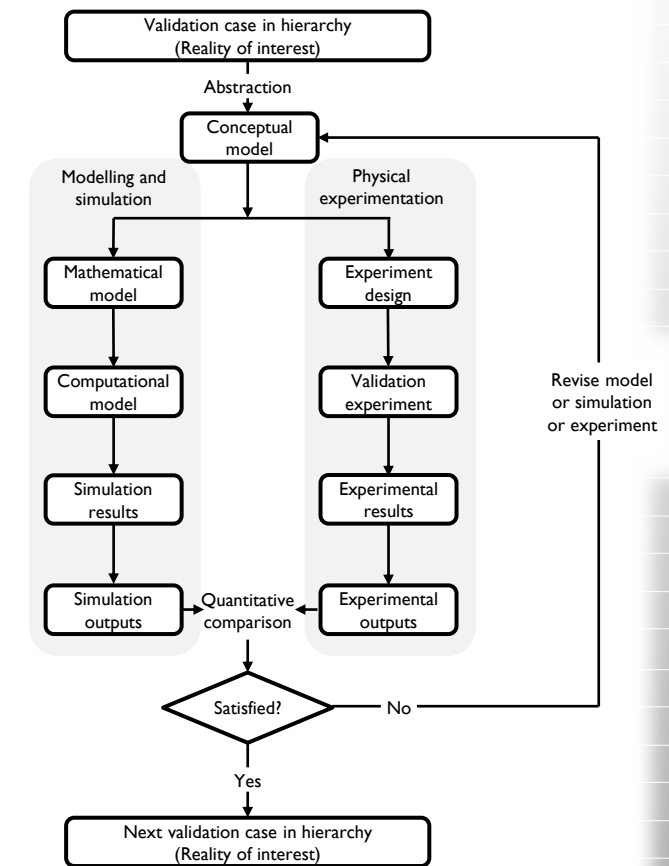 Validation case in hierarchy
(Reality of interest)
Abstraction
Conceptual
model
Modelling and
simulation
Physical
experimentation
Mathematical
model
Experiment
design
Computational
model
Validation
experiment
Revise model
or simulation
or experiment
Simulation
results
Experimental
results
Simulation
outputs
Quantitative
comparison
Experimental
outputs
Satisfied?
No
Yes
Next validation case in hierarchy
(Reality of interest)